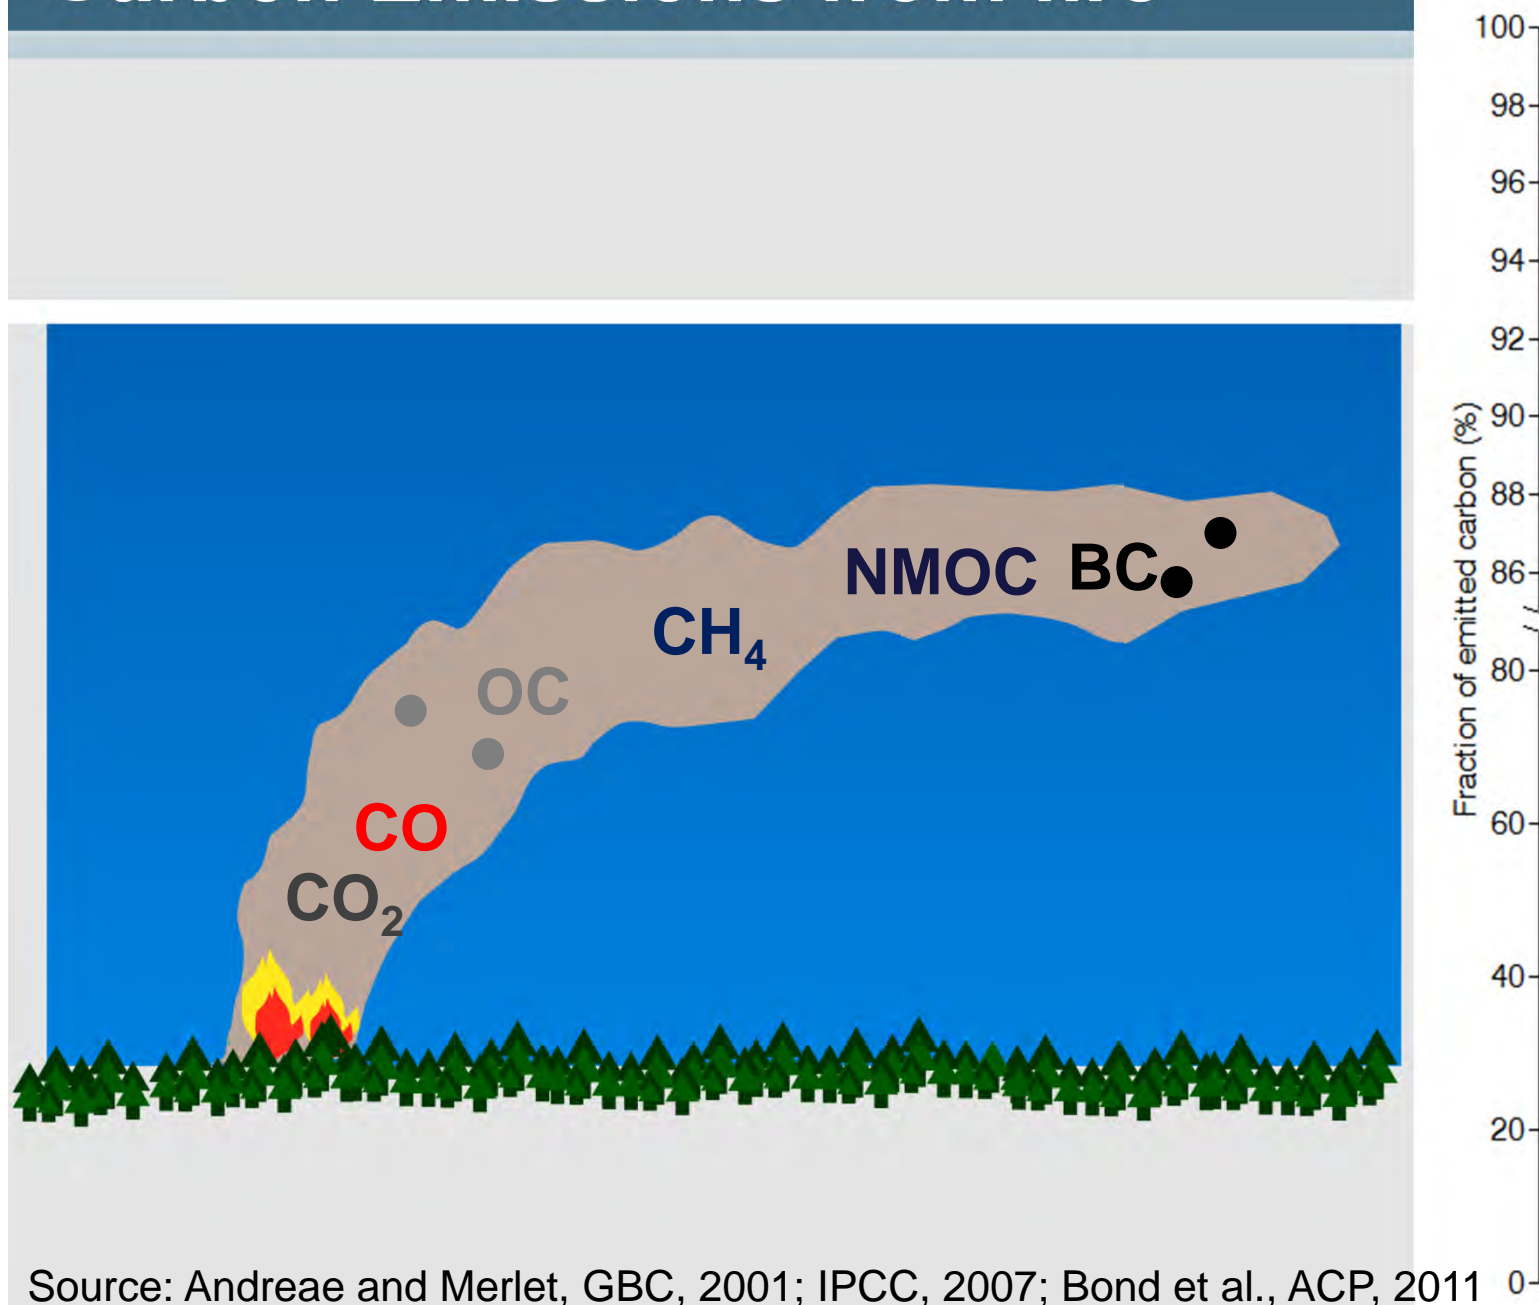 100
98
96
94
92
90
88
86
80
60
40
20
0
Fraction of emitted carbon (%)
NMOC BC
CH₄
OC
CO
CO₂
Source: Andreae and Merlet, GBC, 2001; IPCC, 2007; Bond et al., ACP, 2011